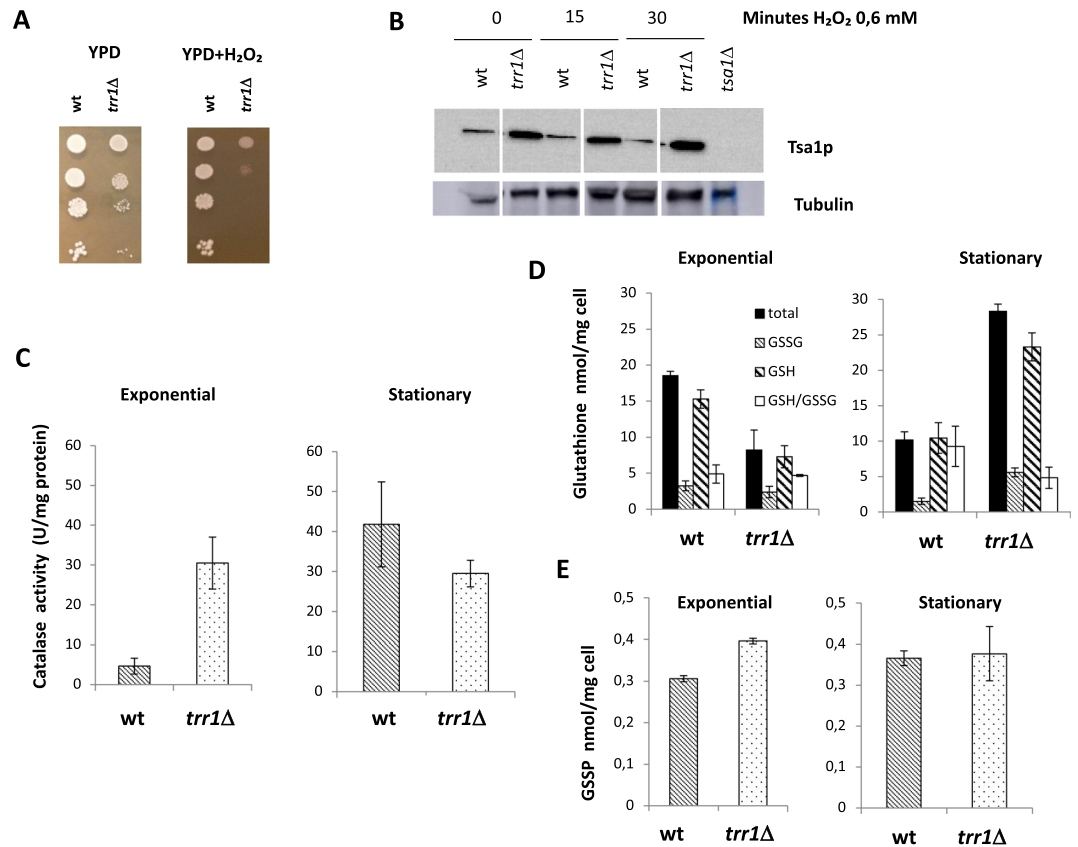 A
YPD
YPD+H₂O₂
wt
trr1Δ
wt
trr1Δ
B
0
15
30
Minutes H₂O₂ 0,6 mM
wt
trr1Δ
wt
trr1Δ
wt
trr1Δ
tsa1Δ
Tsa1p
Tubulin
C
Exponential
Stationary
Catalase activity (U/mg protein)
60
50
40
30
20
10
0
wt
trr1Δ
60
50
40
30
20
10
0
wt
trr1Δ
D
Exponential
Stationary
Glutathione nmol/mg cell
30
25
20
15
10
5
0
total
GSSG
GSH
GSH/GSSG
wt
trr1Δ
30
25
20
15
10
5
0
wt
trr1Δ
E
Exponential
Stationary
GSSP nmol/mg cell
0,5
0,4
0,3
0,2
0,1
0
wt
trr1Δ
0,5
0,4
0,3
0,2
0,1
0
wt
trr1Δ